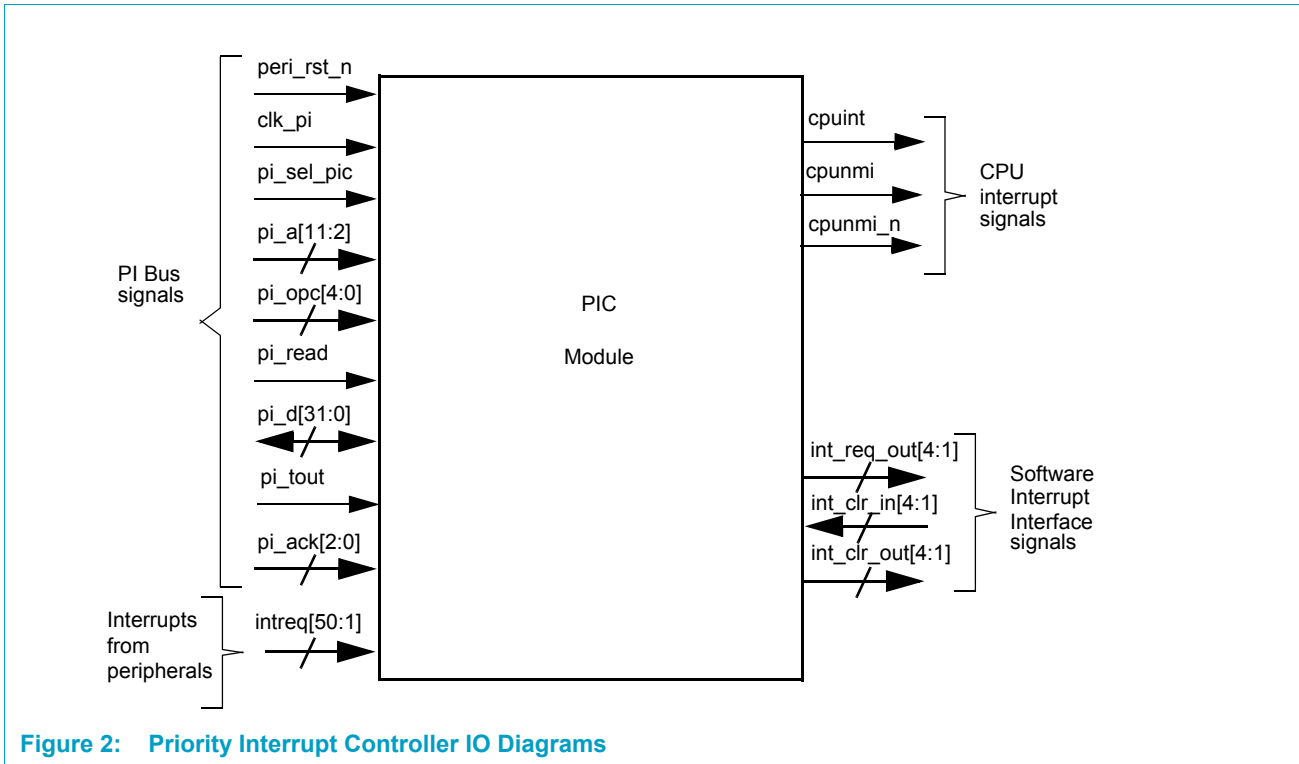 peri_rst_n
clk_pi
pi_sel_pic
pi_a[11:2]
PI Bus
signals
pi_opc[4:0]
pi_read
pi_d[31:0]
pi_tout
pi_ack[2:0]
Interrupts
from
peripherals
intreq[50:1]
PIC
Module
cpuint
cpunmi
cpunmi_n
CPU
interrupt
signals
int_req_out[4:1]
int_clr_in[4:1]
int_clr_out[4:1]
Software
Interrupt
Interface
signals
Figure 2: Priority Interrupt Controller IO Diagrams